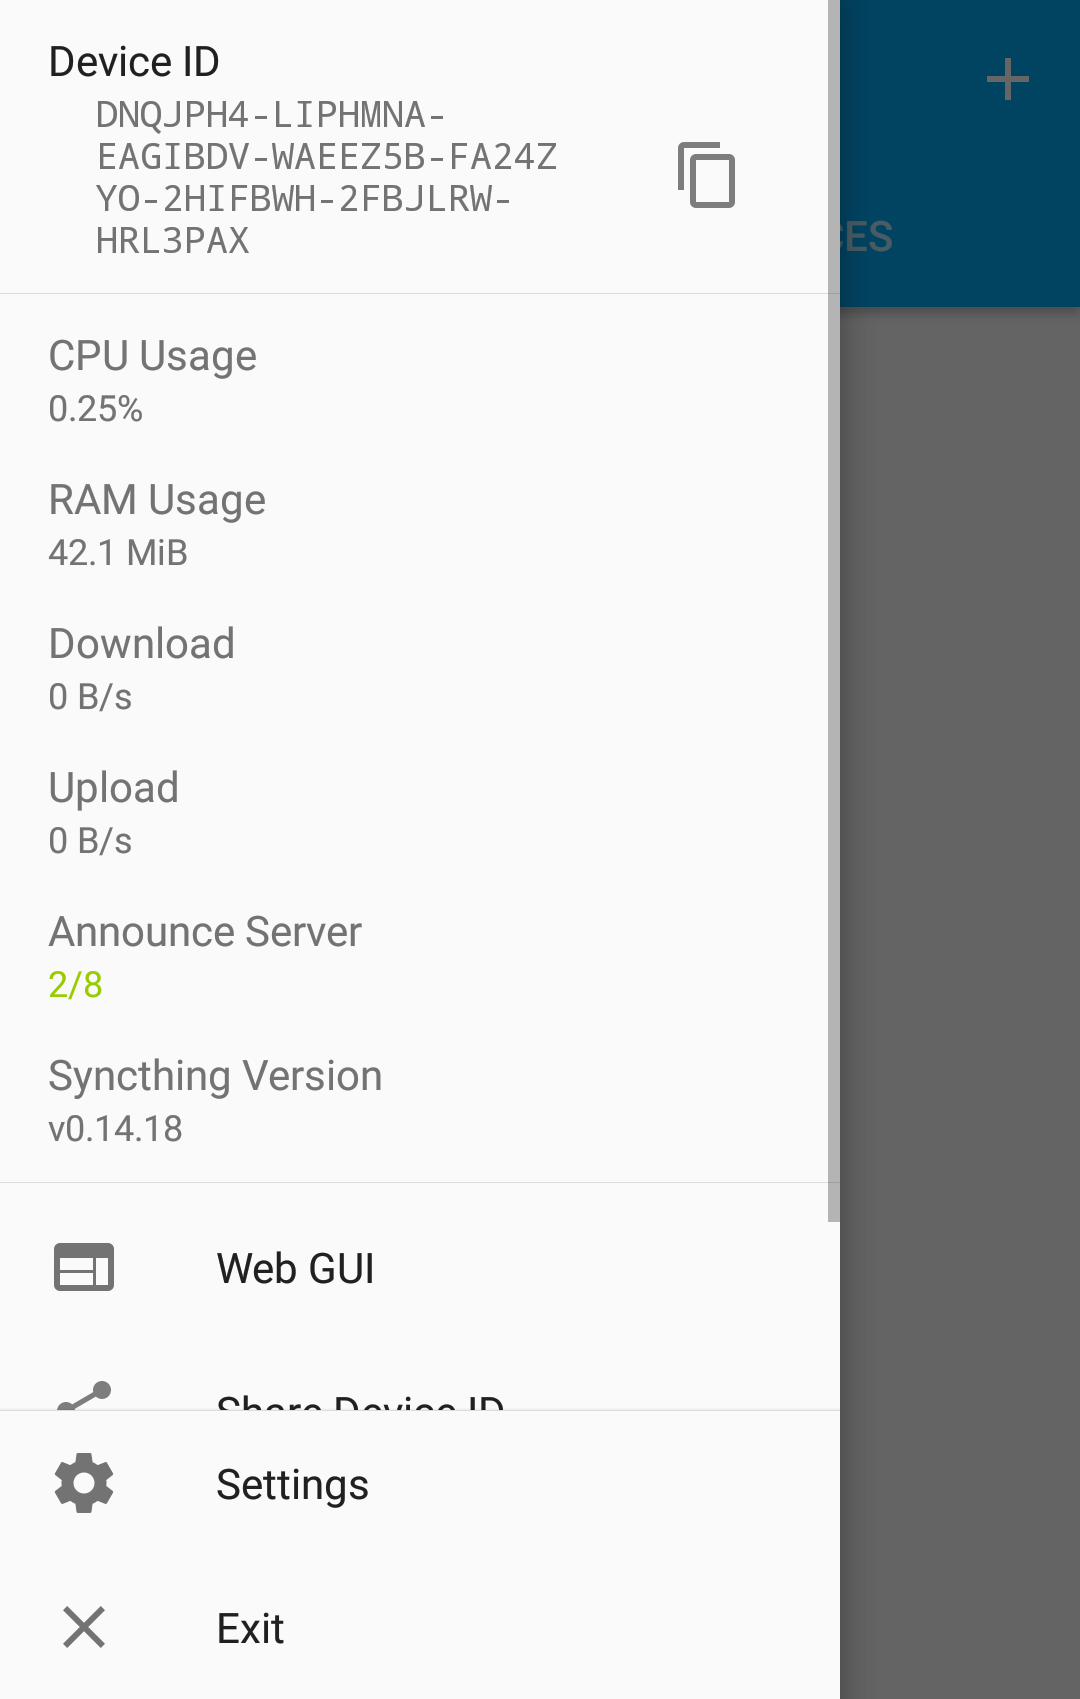 Device ID
DNQJPH4-LIPHMNA-
EAGIBDV-WAEEZ5B-FA24Z
YO-2HIFBWH-2FBJLRW-
HRL3PAX
CPU Usage
0.25%
RAM Usage
42.1 MiB
Download
0 B/s
Upload
0 B/s
Announce Server
2/8
Syncthing Version
v0.14.18
Web GUI
Share Device ID
Settings
Exit